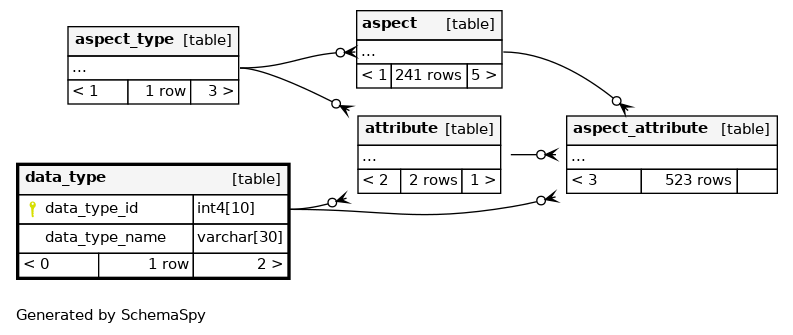 aspect_type [table]
...
< 1 1 row 3 >
aspect [table]
...
< 1 241 rows 5 >
attribute [table]
...
< 2 2 rows 1 >
aspect_attribute [table]
...
< 3 523 rows
data_type [table]
data_type_id int4[10]
data_type_name varchar[30]
< 0 1 row 2 >
Generated by SchemaSpy